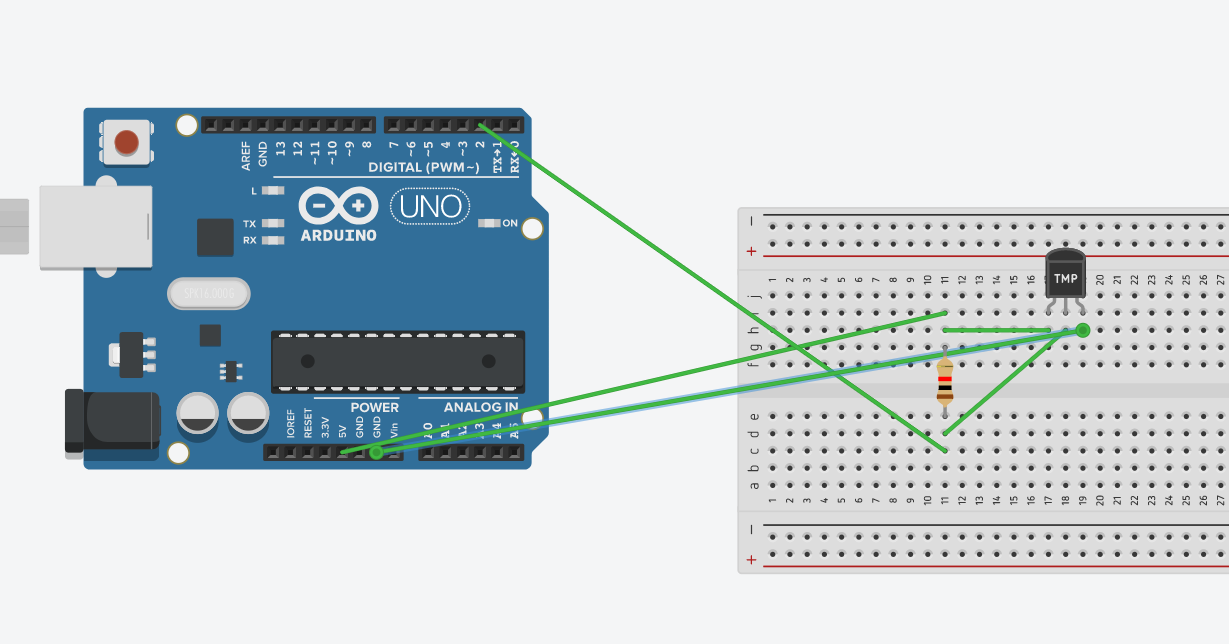 AREF
GND
13
12
~11
~10
~9
8
7
~6
~5
4
~3
2
TX→1
RX←0
DIGITAL (PWM~)
L
TX
RX
ARDUINO
UNO
ON
POWER
ANALOG IN
IOREF
RESET
3.3V
5V
GND
GND
Vin
A0
A1
A2
A3
A4
A5
−
+
1 2 3 4 5 6 7 8 9 10 11 12 13 14 15 16 17 20 21 22 23 24 25 26 27
TMP
j
i
h
g
f
e
d
c
b
a
1 2 3 4 5 6 7 8 9 10 11 12 13 14 15 16 17 18 19 20 21 22 23 24 25 26 27
−
+